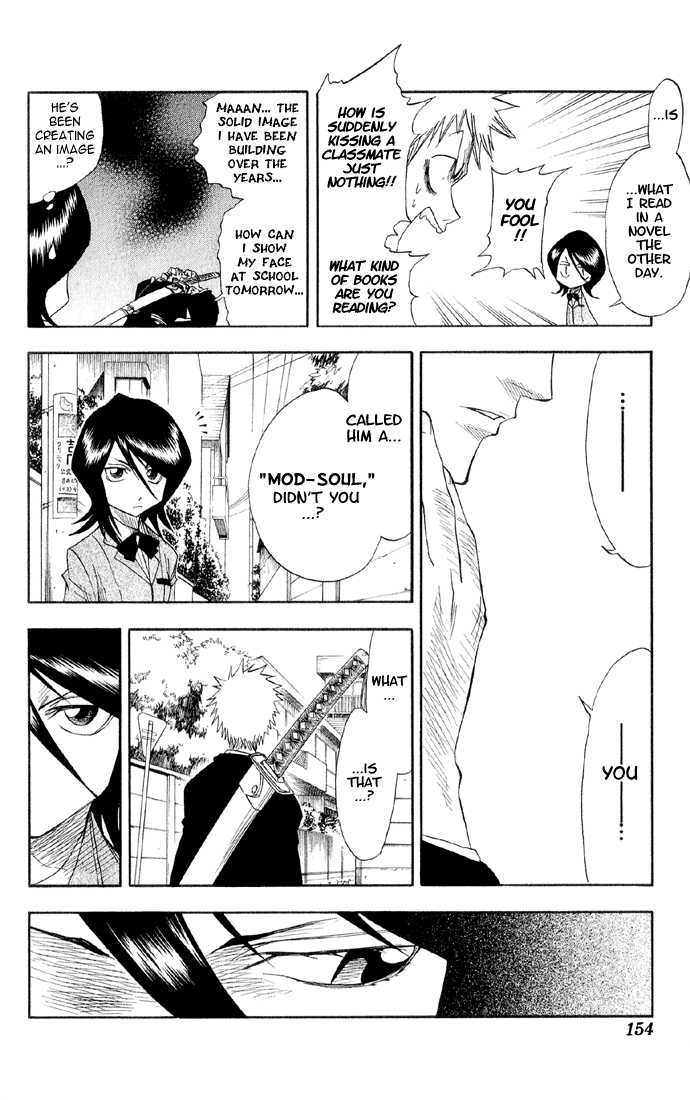 ...IS
...WHAT
I READ
IN A
NOVEL
THE
OTHER
DAY.
YOU
FOOL
!!
HOW IS
SUDDENLY
KISSING A
CLASSMATE
JUST
NOTHING!!
WHAT KIND
OF BOOKS
ARE YOU
READING?
MAAAN... THE
SOLID IMAGE
I HAVE BEEN
BUILDING
OVER THE
YEARS...
HOW CAN
I SHOW
MY FACE
AT SCHOOL
TOMORROW...
HE'S
BEEN
CREATING
AN IMAGE
...?
...
YOU
...
CALLED
HIM A...
"MOD-SOUL,"
DIDN'T YOU
...?
WHAT
...
...IS
THAT
...?
154